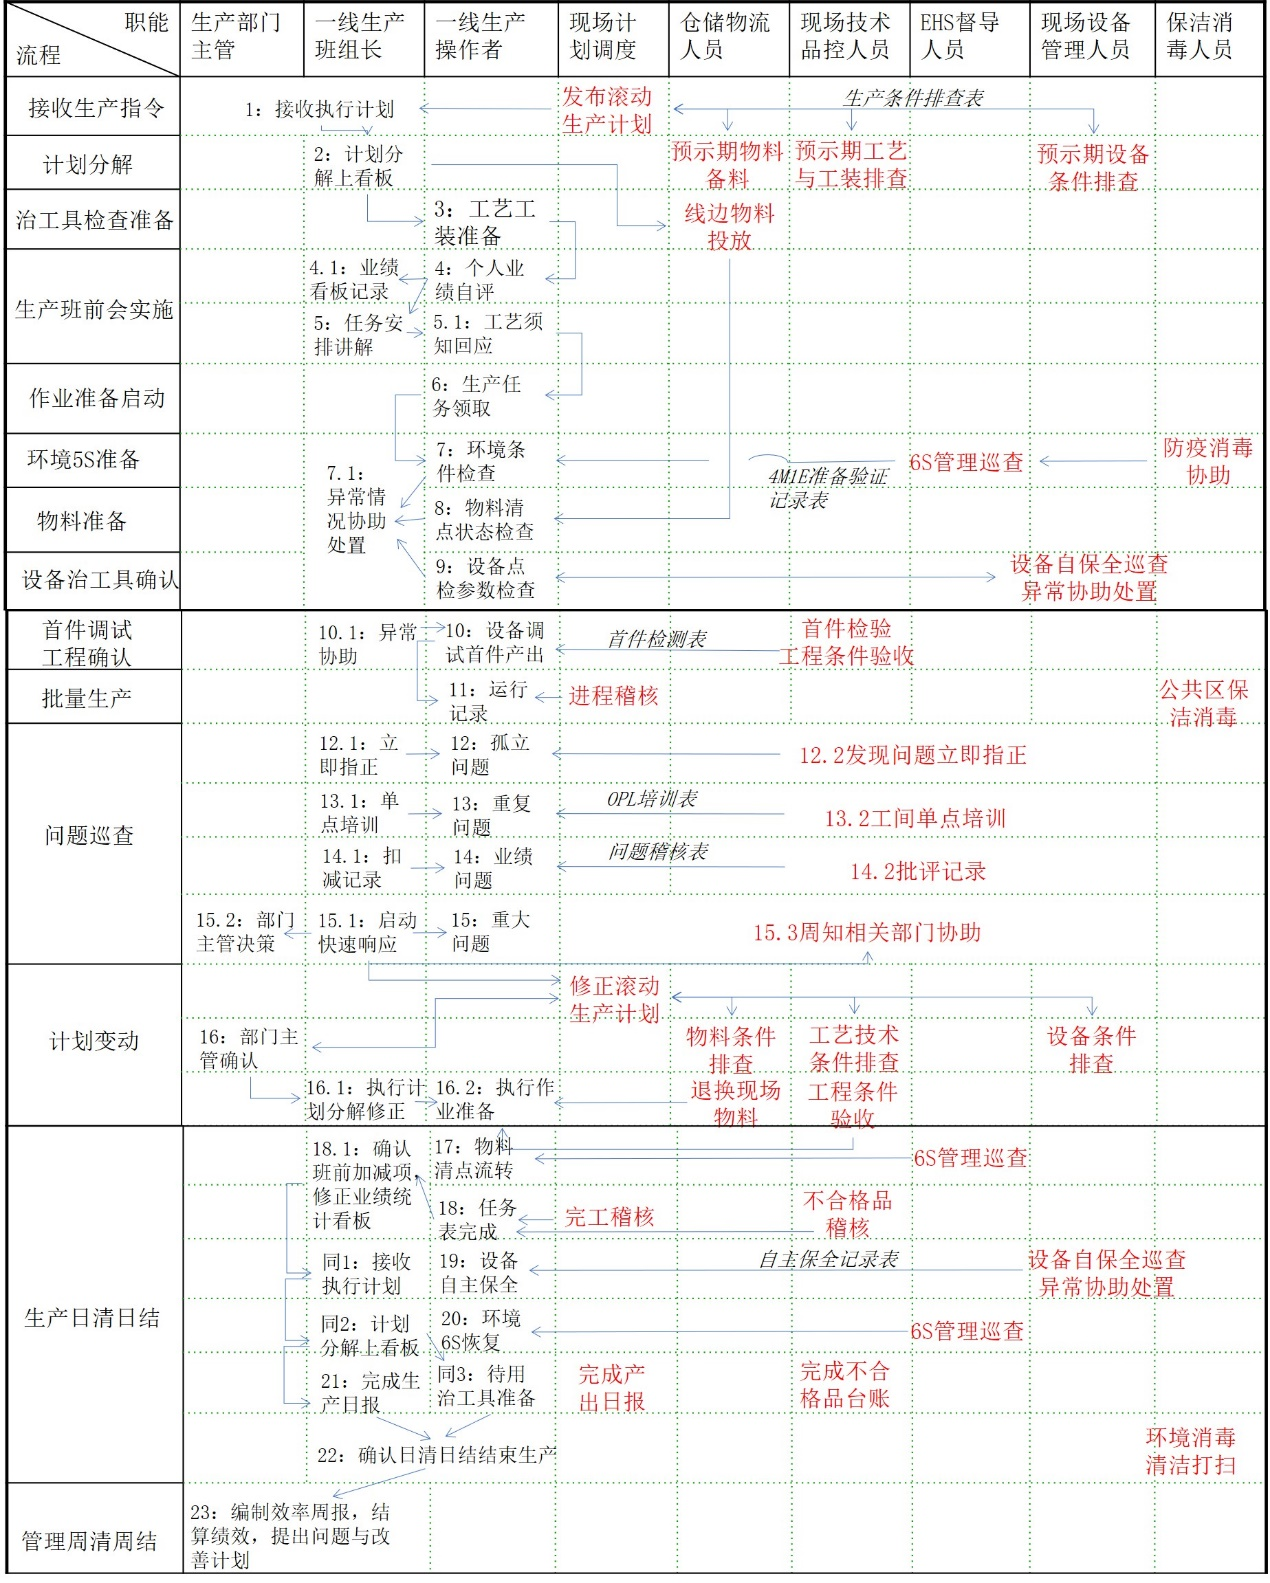 职能
流程
生产部门
主管
一线生产
班组长
一线生产
操作者
现场计
划调度
仓储物流
人员
现场技术
品控人员
EHS督导
人员
现场设备
管理人员
保洁消
毒人员
接收生产指令
1: 接收执行计划
发布滚动
生产计划
生产条件排查表
计划分解
2: 计划分
解上看板
预示期物料
备料
预示期工艺
与工装排查
预示期设备
条件排查
治工具检查准备
3: 工艺工
装准备
线边物料
投放
生产班前会实施
4.1: 业绩
看板记录
4: 个人业
绩自评
5: 任务安
排讲解
5.1: 工艺须
知回应
作业准备启动
6: 生产任
务领取
环境5S准备
7.1:
异常情
况协助
处置
7: 环境条
件检查
4M1E准备验证
记录表
6S管理巡查
防疫消毒
协助
物料准备
8: 物料清
点状态检查
设备治工具确认
9: 设备点
检参数检查
设备自保全巡查
异常协助处置
首件调试
工程确认
10.1: 异常
协助
10: 设备调
试首件产出
首件检测表
首件检验
工程条件验收
批量生产
11: 运行
记录
进程稽核
公共区保
洁消毒
问题巡查
12.1: 立
即指正
12: 孤立
问题
12.2发现问题立即指正
13.1: 单
点培训
13: 重复
问题
OPL培训表
13.2工间单点培训
14.1: 扣
减记录
14: 业绩
问题
问题稽核表
14.2批评记录
15.2: 部门
主管决策
15.1: 启动
快速响应
15: 重大
问题
15.3周知相关部门协助
计划变动
修正滚动
生产计划
16: 部门主
管确认
物料条件
排查
工艺技术
条件排查
设备条件
排查
16.1: 执行计
划分解修正
16.2: 执行作
业准备
退换现场
物料
工程条件
验收
生产日清日结
18.1: 确认
班前加减项,
修正业绩统
计看板
17: 物料
清点流转
6S管理巡查
18: 任务
表完成
完工稽核
不合格品
稽核
同1: 接收
执行计划
19: 设备
自主保全
自主保全记录表
设备自保全巡查
异常协助处置
同2: 计划
分解上看板
20: 环境
6S恢复
6S管理巡查
21: 完成生
产日报
同3: 待用
治工具准备
完成产
出日报
完成不合
格品台账
22: 确认日清日结结束生产
环境消毒
清洁打扫
管理周清周结
23: 编制效率周报, 结
算绩效, 提出问题与改
善计划